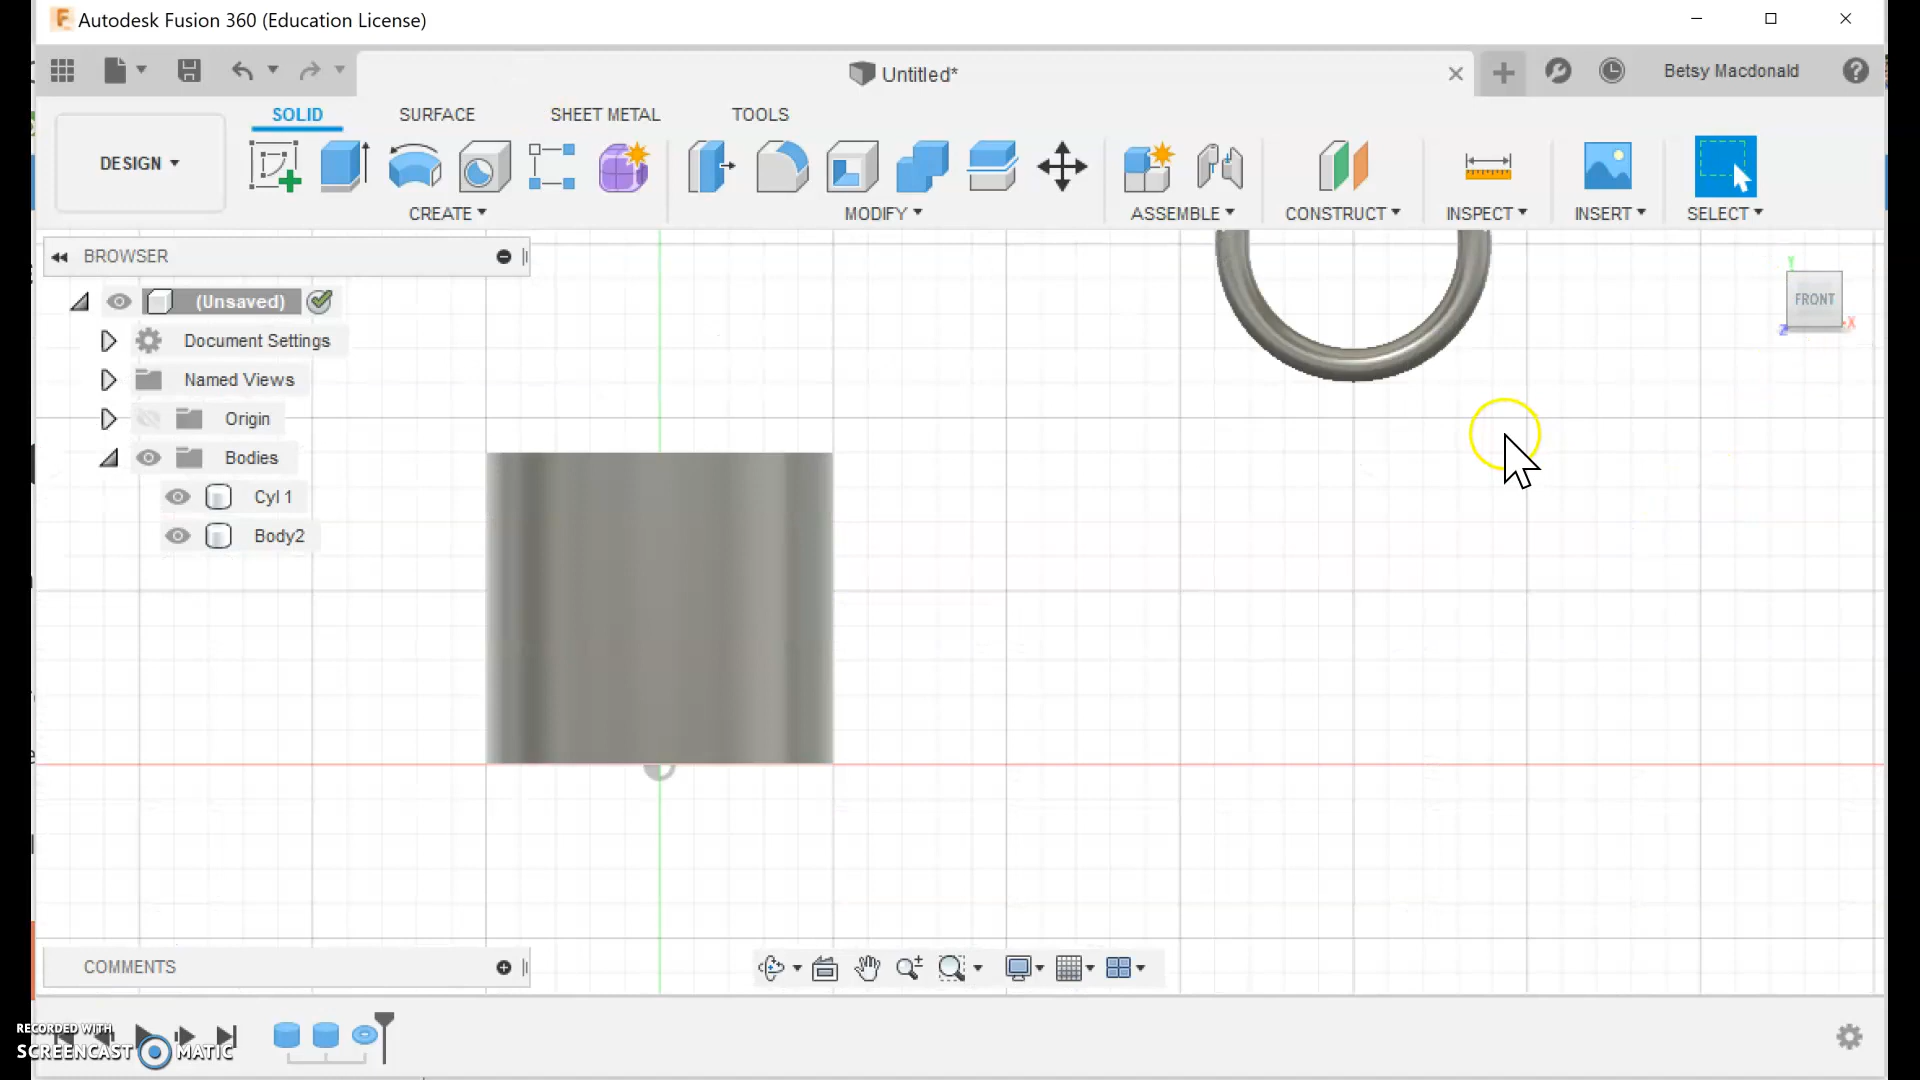 Autodesk Fusion 360 (Education License)
Untitled*
Betsy Macdonald
SOLID
SURFACE
SHEET METAL
TOOLS
DESIGN
CREATE
MODIFY
ASSEMBLE
CONSTRUCT
INSPECT
INSERT
SELECT
BROWSER
(Unsaved)
Document Settings
Named Views
Origin
Bodies
Cyl 1
Body2
Y
FRONT
Z
X
COMMENTS
RECORDED WITH
SCREENCAST MATIC